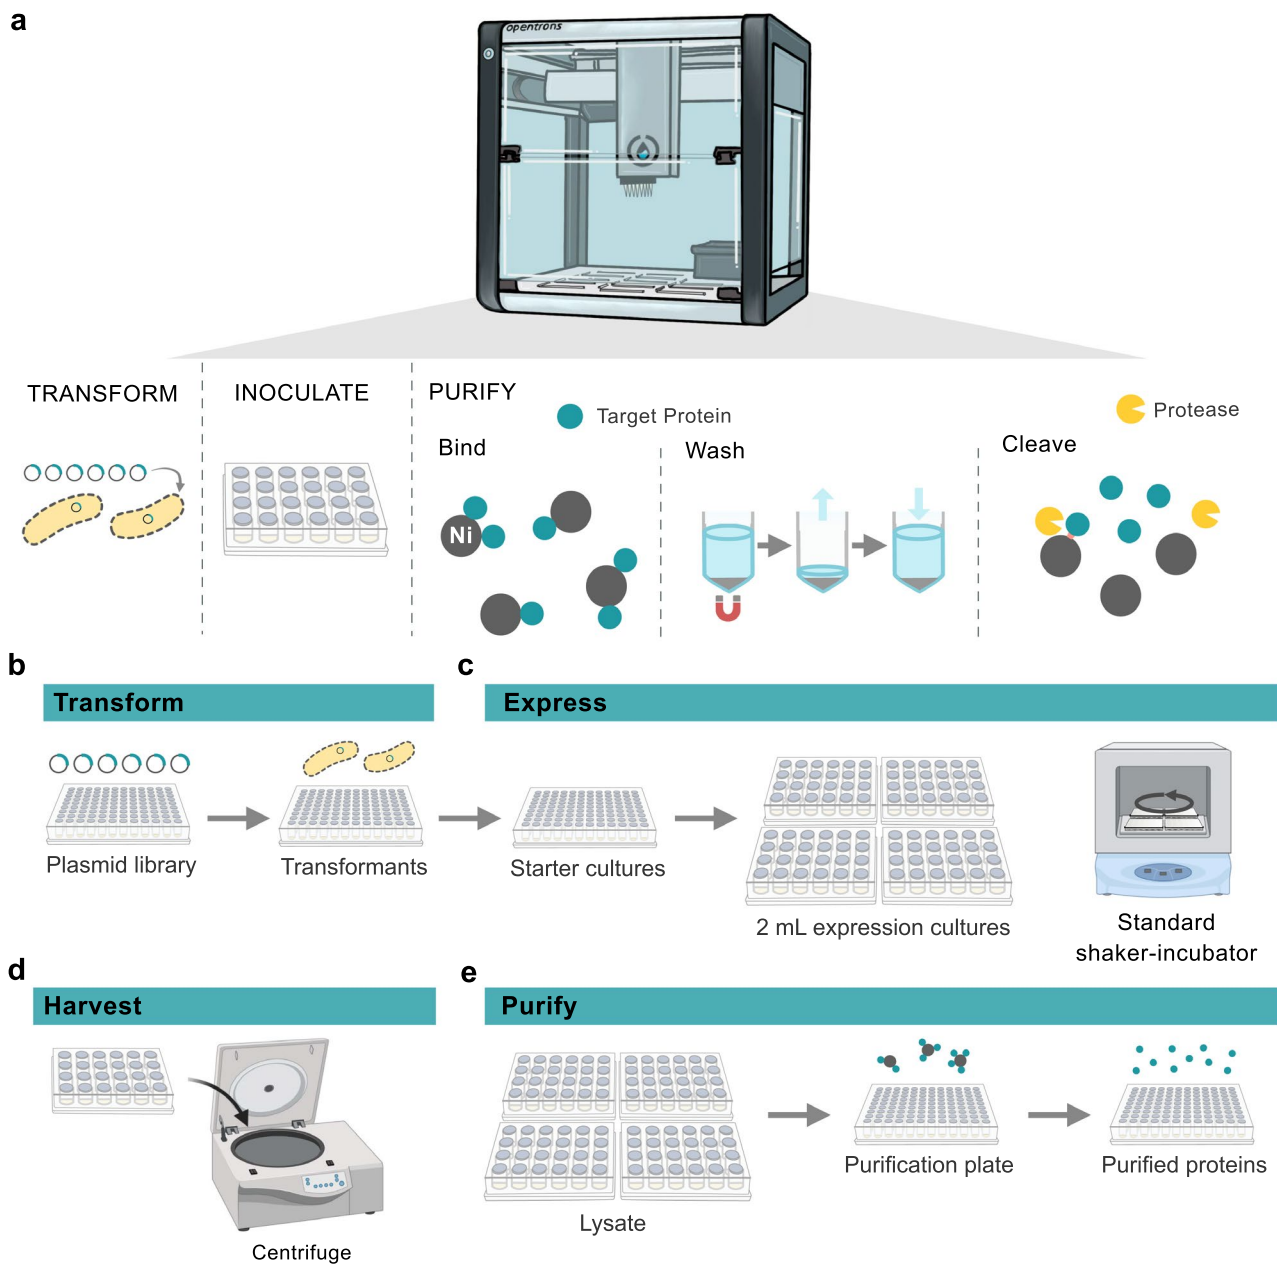 a
opentrons
TRANSFORM
INOCULATE
PURIFY
Target Protein
Protease
Bind
Wash
Cleave
Ni
b
Transform
Plasmid library
Transformants
c
Express
Starter cultures
2 mL expression cultures
Standard
shaker-incubator
d
Harvest
Centrifuge
e
Purify
Lysate
Purification plate
Purified proteins